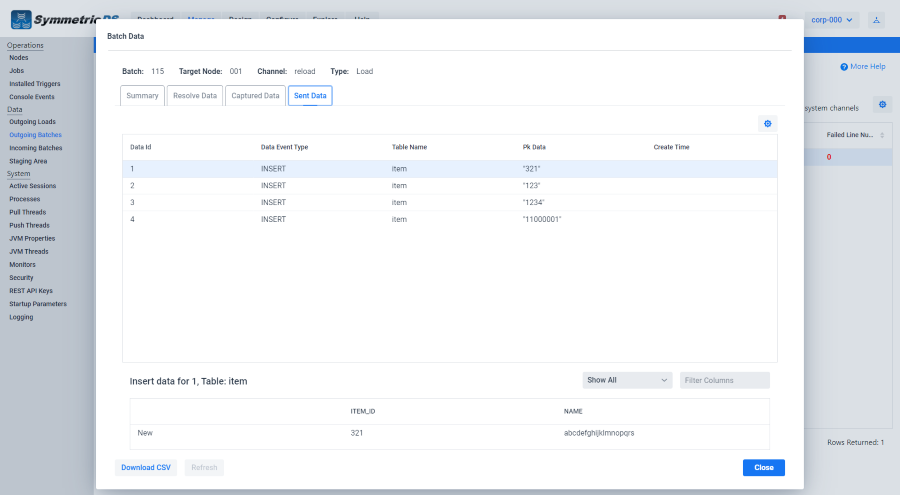 SymmetricDS
Dashboard Manage Design Configure Explore Help
corp-000
Operations
Nodes
Jobs
Installed Triggers
Console Events
Data
Outgoing Loads
Outgoing Batches
Incoming Batches
Staging Area
System
Active Sessions
Processes
Pull Threads
Push Threads
JVM Properties
JVM Threads
Monitors
Security
REST API Keys
Startup Parameters
Logging
More Help
system channels
Failed Line Nu...
0
Rows Returned: 1
Batch Data
Batch: 115 Target Node: 001 Channel: reload Type: Load
Summary Resolve Data Captured Data Sent Data
Data Id Data Event Type Table Name Pk Data Create Time
1 INSERT item "321"
2 INSERT item "123"
3 INSERT item "1234"
4 INSERT item "11000001"
Insert data for 1, Table: item
Show All Filter Columns
ITEM_ID NAME
New 321 abcdefghijklmnopqrs
Download CSV Refresh Close